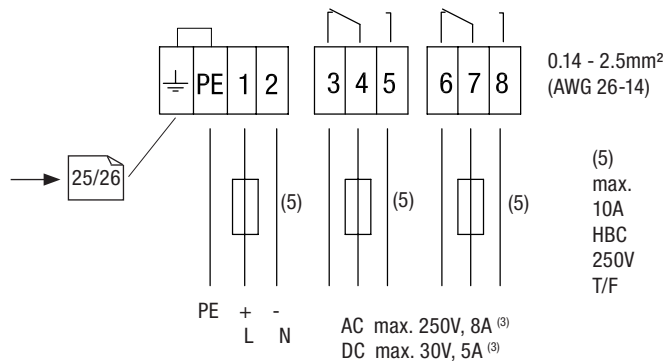 PE 1 2 3 4 5 6 7 8
0.14 - 2.5mm²
(AWG 26-14)
25/26
(5) (5) (5)
(5)
max.
10A
HBC
250V
T/F
PE + -
L N
AC max. 250V, 8A (3)
DC max. 30V, 5A (3)